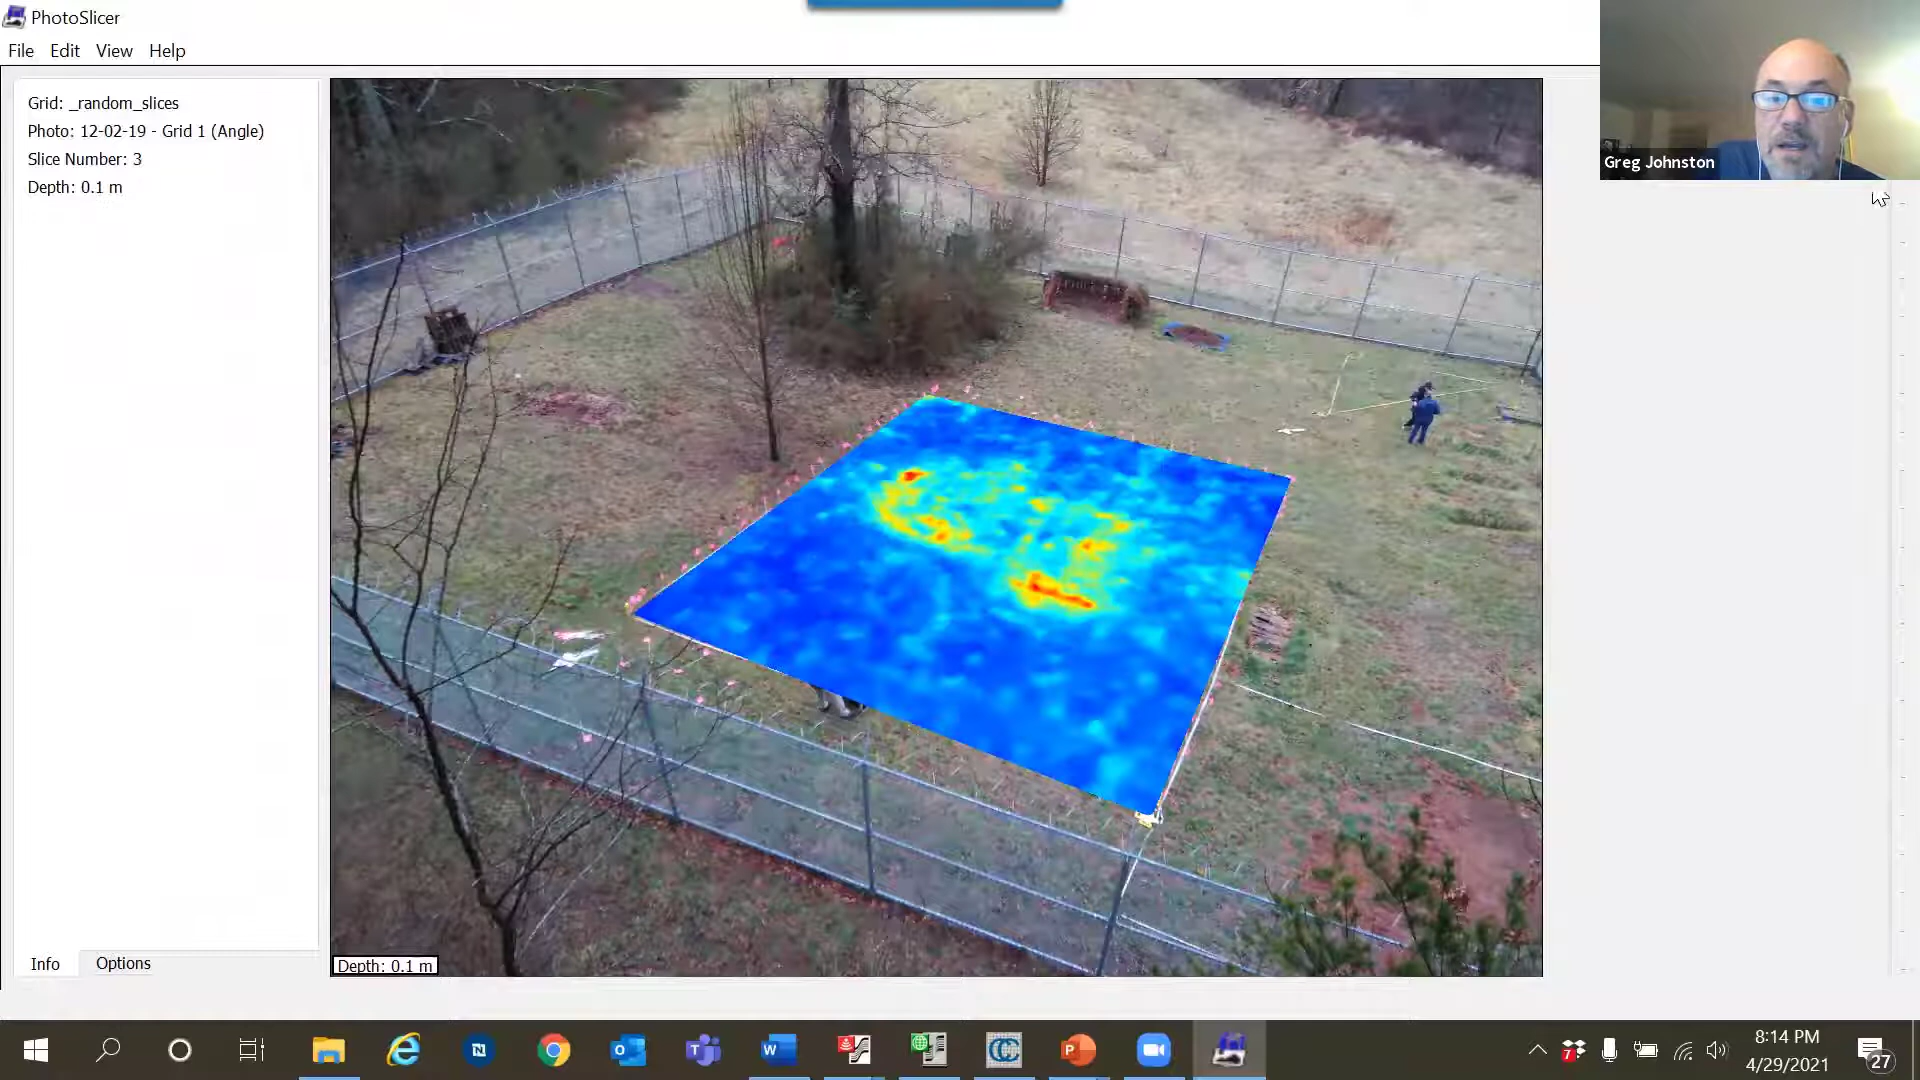 PhotoSlicer
File Edit View Help
Grid: _random_slices
Photo: 12-02-19 - Grid 1 (Angle)
Slice Number: 3
Depth: 0.1 m
Greg Johnston
Depth: 0.1 m
Info Options
8:14 PM
4/29/2021
27
7